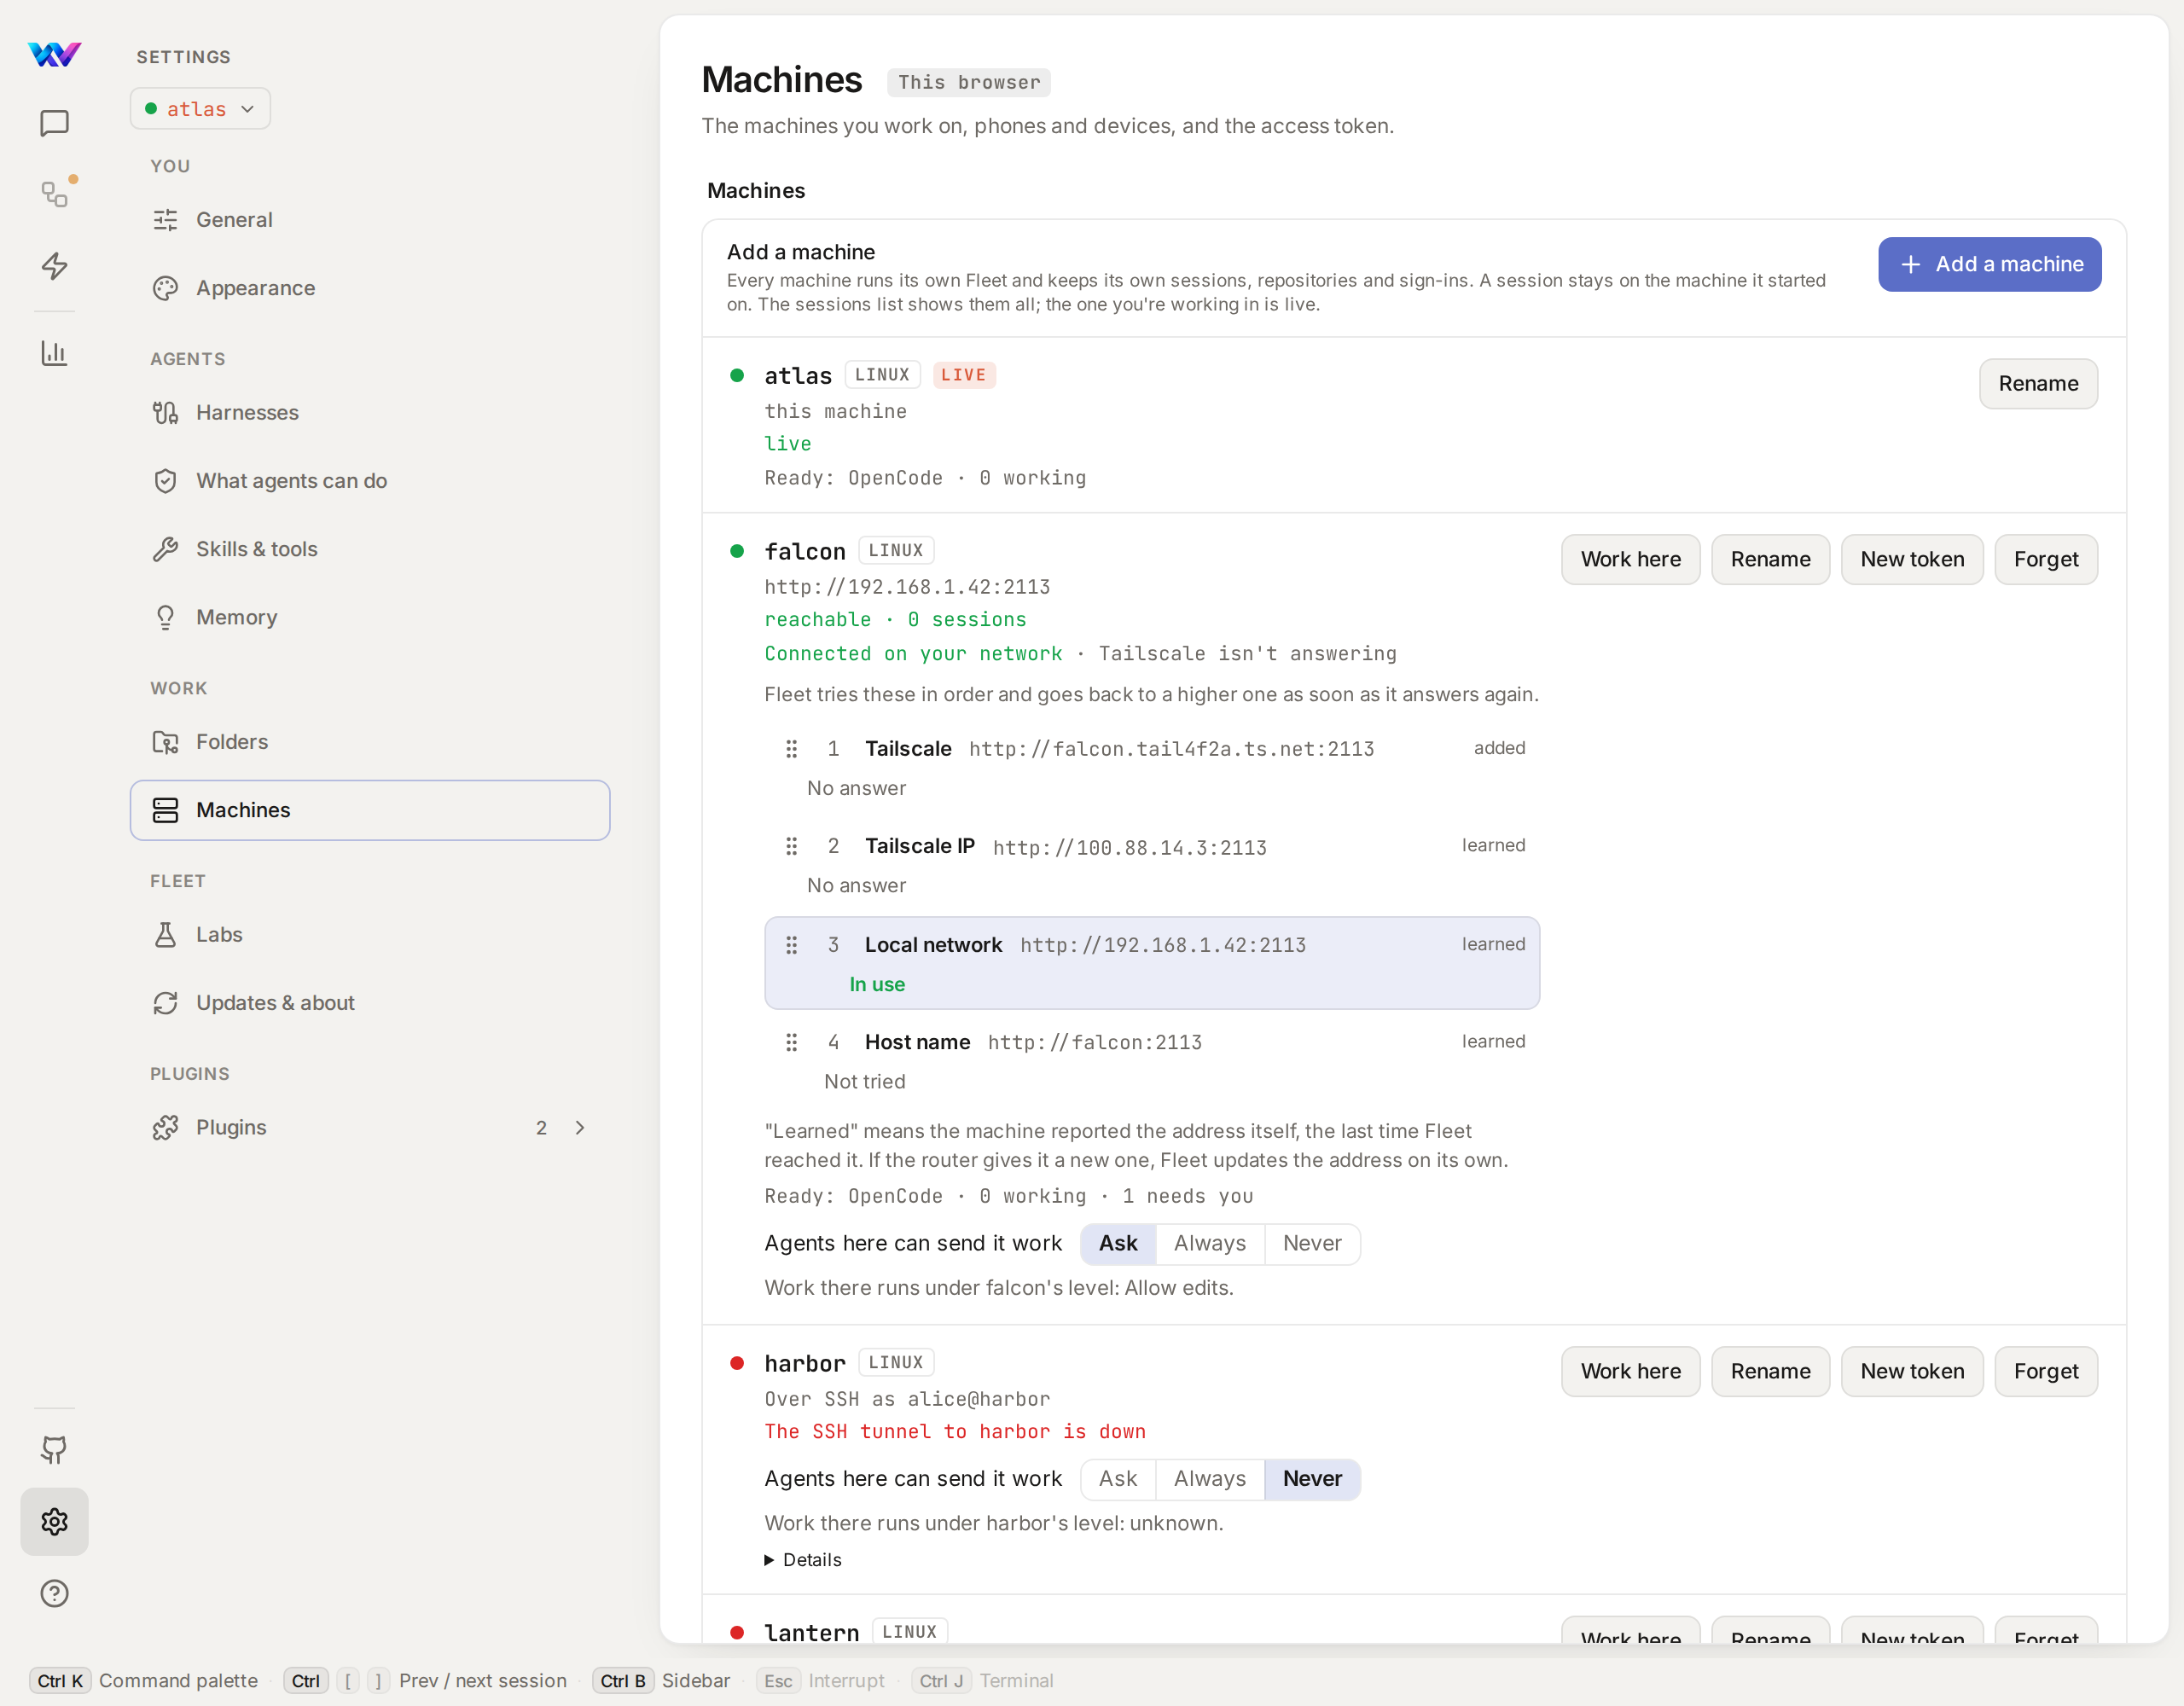 SETTINGS
atlas
YOU
General
Appearance
AGENTS
Harnesses
What agents can do
Skills & tools
Memory
WORK
Folders
Machines
FLEET
Labs
Updates & about
PLUGINS
Plugins 2
Machines This browser
The machines you work on, phones and devices, and the access token.
Machines
Add a machine
Every machine runs its own Fleet and keeps its own sessions, repositories and sign-ins. A session stays on the machine it started
on. The sessions list shows them all; the one you're working in is live.
+ Add a machine
atlas LINUX LIVE
Rename
this machine
live
Ready: OpenCode · 0 working
falcon LINUX
Work here Rename New token Forget
http://192.168.1.42:2113
reachable · 0 sessions
Connected on your network · Tailscale isn't answering
Fleet tries these in order and goes back to a higher one as soon as it answers again.
1 Tailscale http://falcon.tail4f2a.ts.net:2113 added
No answer
2 Tailscale IP http://100.88.14.3:2113 learned
No answer
3 Local network http://192.168.1.42:2113 learned
In use
4 Host name http://falcon:2113 learned
Not tried
"Learned" means the machine reported the address itself, the last time Fleet
reached it. If the router gives it a new one, Fleet updates the address on its own.
Ready: OpenCode · 0 working · 1 needs you
Agents here can send it work Ask Always Never
Work there runs under falcon's level: Allow edits.
harbor LINUX
Work here Rename New token Forget
Over SSH as alice@harbor
The SSH tunnel to harbor is down
Agents here can send it work Ask Always Never
Work there runs under harbor's level: unknown.
Details
lantern LINUX
Work here Rename New token Forget
Ctrl K Command palette · Ctrl [ ] Prev / next session · Ctrl B Sidebar · Esc Interrupt · Ctrl J Terminal